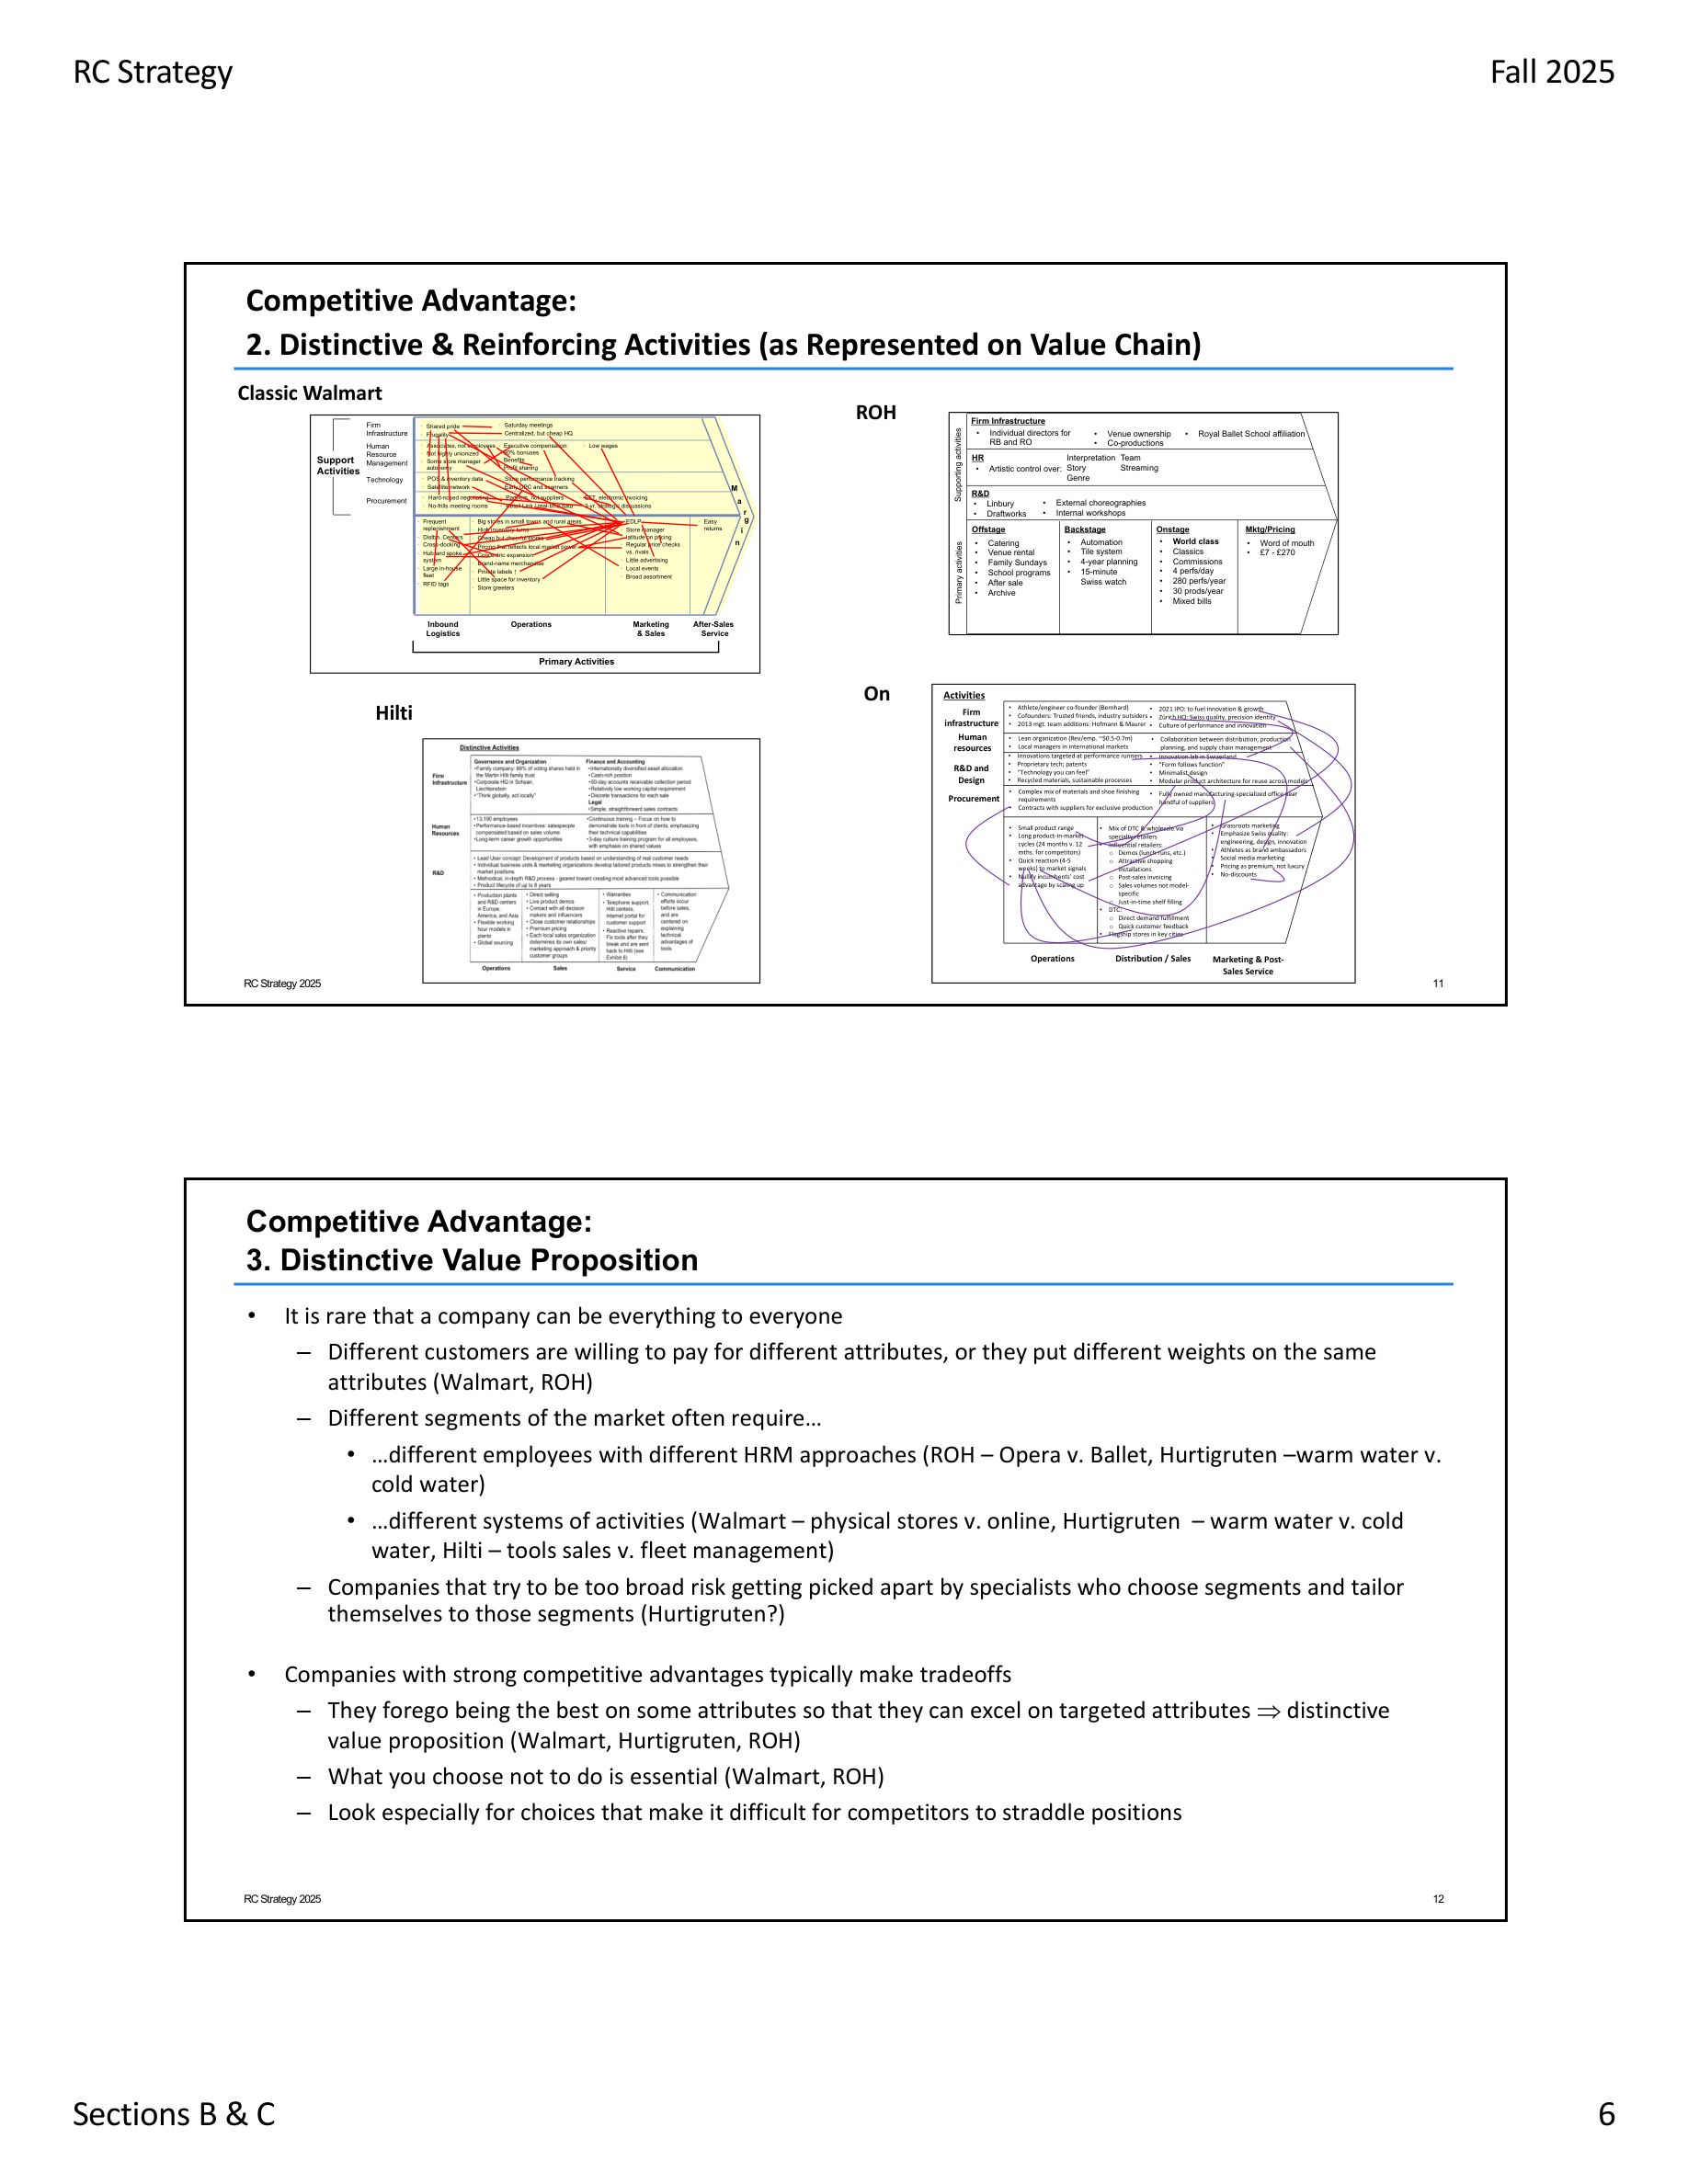 RC Strategy
Fall 2025
Competitive Advantage:
2. Distinctive & Reinforcing Activities (as Represented on Value Chain)
Classic Walmart
Support
Activities
Firm
Infrastructure
Human
Resource
Management
Technology
Procurement
· Shared pride
· Frugality
· Saturday meetings
· Centralized, but cheap HQ
· Associates, not employees
· Not highly unionized
· Some store manager
autonomy
· Executive compensation:
bonuses
Benefits
Profit sharing
· Low wages
· POS & inventory data
· Satellite network
· Store performance tracking
· Early UPC and scanners
· Hard-nosed negotiating
· No-frills meeting rooms
· Partners, not suppliers
electronic invoicing
strategic discussions
· Frequent
replenishment
· Distbn. Centers
· Cross-docking
· Hub and spoke
system
· Large in-house
fleet
· RFID tags
· Big stores in small towns and rural areas
· High inventory turns
· Cheap but cheerful stores
· Pricing that reflects local market power
· Concentric expansion
· Brand-name merchandise
· Private labels ↑
· Little space for inventory
· Store greeters
· EDLP
· Store manager
latitude on pricing
· Regular price checks
vs. rivals
· Little advertising
· Local events
· Broad assortment
· Easy
returns
M
a
r
g
i
n
Inbound
Logistics
Operations
Marketing
& Sales
After-Sales
Service
Primary Activities
ROH
Supporting activities
Primary activities
Firm Infrastructure
• Individual directors for
RB and RO
• Venue ownership
• Co-productions
• Royal Ballet School affiliation
HR
• Artistic control over:
Interpretation
Story
Genre
Team
Streaming
R&D
• Linbury
• Draftworks
• External choreographies
• Internal workshops
Offstage
• Catering
• Venue rental
• Family Sundays
• School programs
• After sale
• Archive
Backstage
• Automation
• Tile system
• 4-year planning
• 15-minute
Swiss watch
Onstage
• World class
• Classics
• Commissions
• 4 perfs/day
• 280 perfs/year
• 30 prods/year
• Mixed bills
Mktg/Pricing
• Word of mouth
• £7 - £270
Hilti
Distinctive Activities
Firm
Infrastructure
Governance and Organization
•Family company: 88% of voting shares held in
the Martin Hilti family trust
•Corporate HQ in Schaan,
Liechtenstein
•"Think globally, act locally"
Finance and Accounting
•Internationally diversified asset allocation
•Cash-rich position
•60-day accounts receivable collection period
•Relatively low working capital requirement
•Discrete transactions for each sale
Legal
•Simple, straightforward sales contracts
Human
Resources
•13,190 employees
•Performance-based incentives: salespeople
compensated based on sales volume
•Long-term career growth opportunities
•Continuous training – Focus on how to
demonstrate tools in front of clients, emphasizing
their technical capabilities
•3-day culture training program for all employees,
with emphasis on shared values
R&D
• Lead User concept: Development of products based on understanding of real customer needs
• Individual business units & marketing organizations develop tailored products mixes to strengthen their
market positions
• Methodical, in-depth R&D process - geared toward creating most advanced tools possible
• Product lifecycle of up to 8 years
• Production plants
and R&D centers
in Europe,
America, and Asia
• Flexible working
hour models in
plants
• Global sourcing
• Direct selling
• Live product demos
• Contact with all decision
makers and influencers
• Close customer relationships
• Premium pricing
• Each local sales organization
determines its own sales/
marketing approach & priority
customer groups
• Warranties
• Telephone support,
Hilti centers,
internet portal for
customer support
• Reactive repairs:
Fix tools after they
break and are sent
back to Hilti (see
Exhibit 6)
• Communication
efforts occur
before sales,
and are
centered on
explaining
technical
advantages of
tools
Operations
Sales
Service
Communication
On
Activities
Firm
infrastructure
• Athlete/engineer co-founder (Bernhard)
• Cofounders: Trusted friends, industry outsiders
• 2013 mgt. team additions: Hofmann & Maurer
• 2021 IPO: to fuel innovation & growth
• Zürich HQ: Swiss quality, precision identity
• Culture of performance and innovation
Human
resources
• Lean organization (Rev/emp. ~$0.5-0.7m)
• Local managers in international markets
• Collaboration between distribution, production
planning, and supply chain management
R&D and
Design
• Innovations targeted at performance runners
• Proprietary tech; patents
• "Technology you can feel"
• Recycled materials, sustainable processes
• Innovation lab in Switzerland
• "Form follows function"
• Minimalist design
• Modular product architecture for reuse across models
Procurement
• Complex mix of materials and shoe finishing
requirements
• Contracts with suppliers for exclusive production
• Fully owned manufacturing-specialized office near
handful of suppliers
• Small product range
• Long product-in-market
cycles (24 months v. 12
mths. for competitors)
• Quick reaction (4-5
weeks) to market signals
• Nullify incumbents' cost
advantage by scaling up
• Mix of DTC & wholesale via
specialty retailers
• Influential retailers:
o Demos (lunch runs, etc.)
o Attractive shopping
installations
o Post-sales invoicing
o Sales volumes not model-
specific
o Just-in-time shelf filling
• DTC:
o Direct demand fulfillment
o Quick customer feedback
• Flagship stores in key cities
• Grassroots marketing
• Emphasize Swiss quality:
engineering, design, innovation
• Athletes as brand ambassadors
• Social media marketing
• Pricing as premium, not luxury
• No-discounts
Operations
Distribution / Sales
Marketing & Post-
Sales Service
RC Strategy 2025
11
Competitive Advantage:
3. Distinctive Value Proposition
• It is rare that a company can be everything to everyone
– Different customers are willing to pay for different attributes, or they put different weights on the same
attributes (Walmart, ROH)
– Different segments of the market often require…
• …different employees with different HRM approaches (ROH – Opera v. Ballet, Hurtigruten –warm water v.
cold water)
• …different systems of activities (Walmart – physical stores v. online, Hurtigruten – warm water v. cold
water, Hilti – tools sales v. fleet management)
– Companies that try to be too broad risk getting picked apart by specialists who choose segments and tailor
themselves to those segments (Hurtigruten?)
• Companies with strong competitive advantages typically make tradeoffs
– They forego being the best on some attributes so that they can excel on targeted attributes ⇒ distinctive
value proposition (Walmart, Hurtigruten, ROH)
– What you choose not to do is essential (Walmart, ROH)
– Look especially for choices that make it difficult for competitors to straddle positions
RC Strategy 2025
12
Sections B & C
6